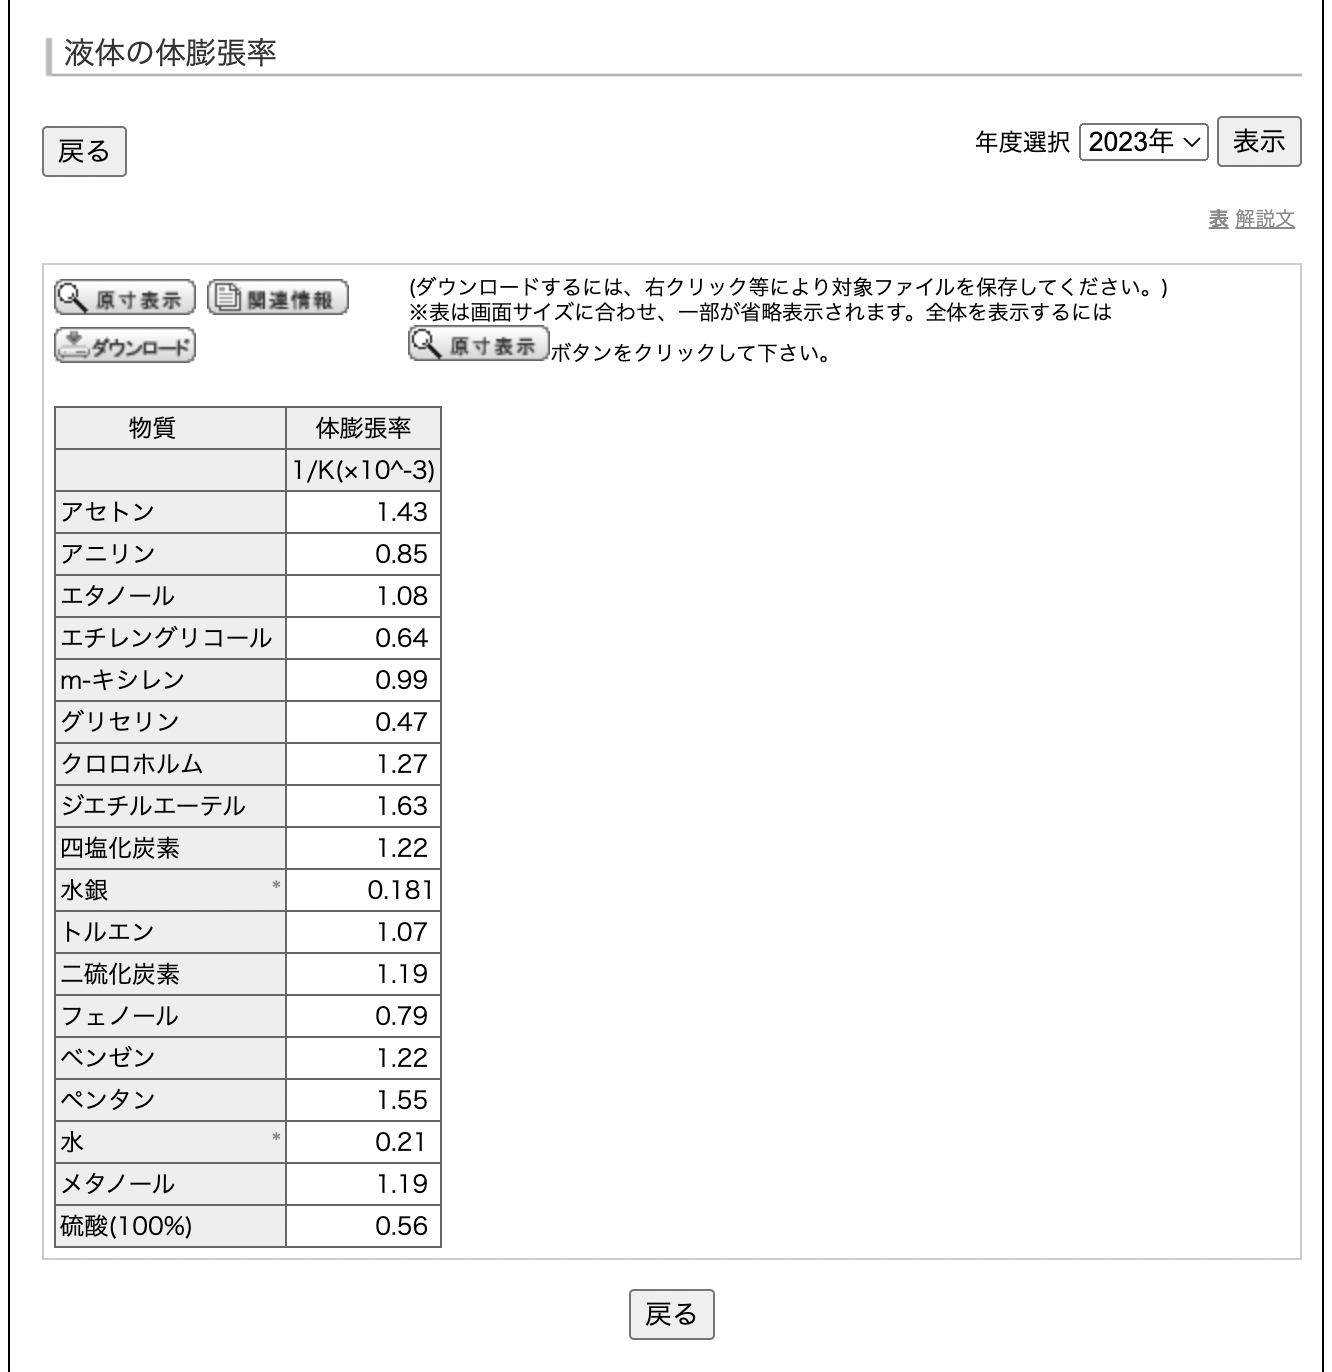 液体の体膨張率
戻る
年度選択 2023年 表示
表 解説文
原寸表示 関連情報
ダウンロード
(ダウンロードするには、右クリック等により対象ファイルを保存してください。)
※表は画面サイズに合わせ、一部が省略表示されます。全体を表示するには
原寸表示 ボタンをクリックして下さい。
物質 体膨張率
1/K(×10^-3)
アセトン 1.43
アニリン 0.85
エタノール 1.08
エチレングリコール 0.64
m-キシレン 0.99
グリセリン 0.47
クロロホルム 1.27
ジエチルエーテル 1.63
四塩化炭素 1.22
水銀 * 0.181
トルエン 1.07
二硫化炭素 1.19
フェノール 0.79
ベンゼン 1.22
ペンタン 1.55
水 * 0.21
メタノール 1.19
硫酸(100%) 0.56
戻る